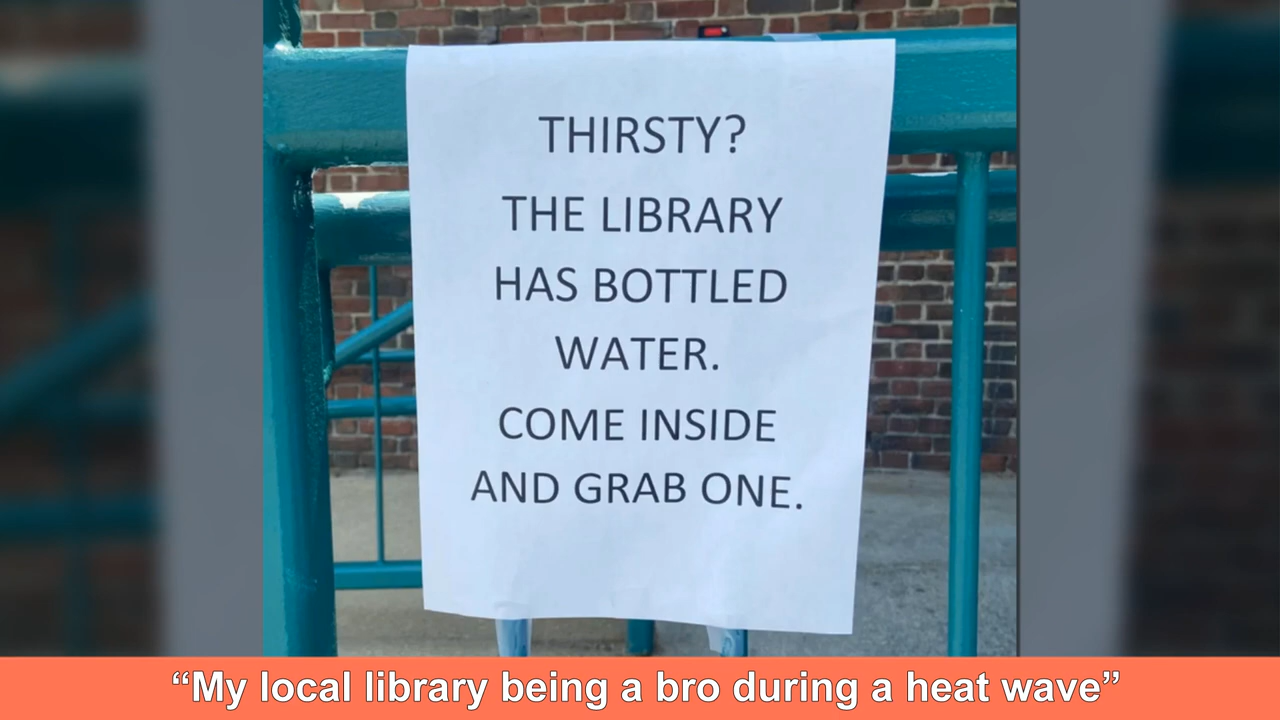 THIRSTY?
THE LIBRARY
HAS BOTTLED
WATER.
COME INSIDE
AND GRAB ONE.
“My local library being a bro during a heat wave”